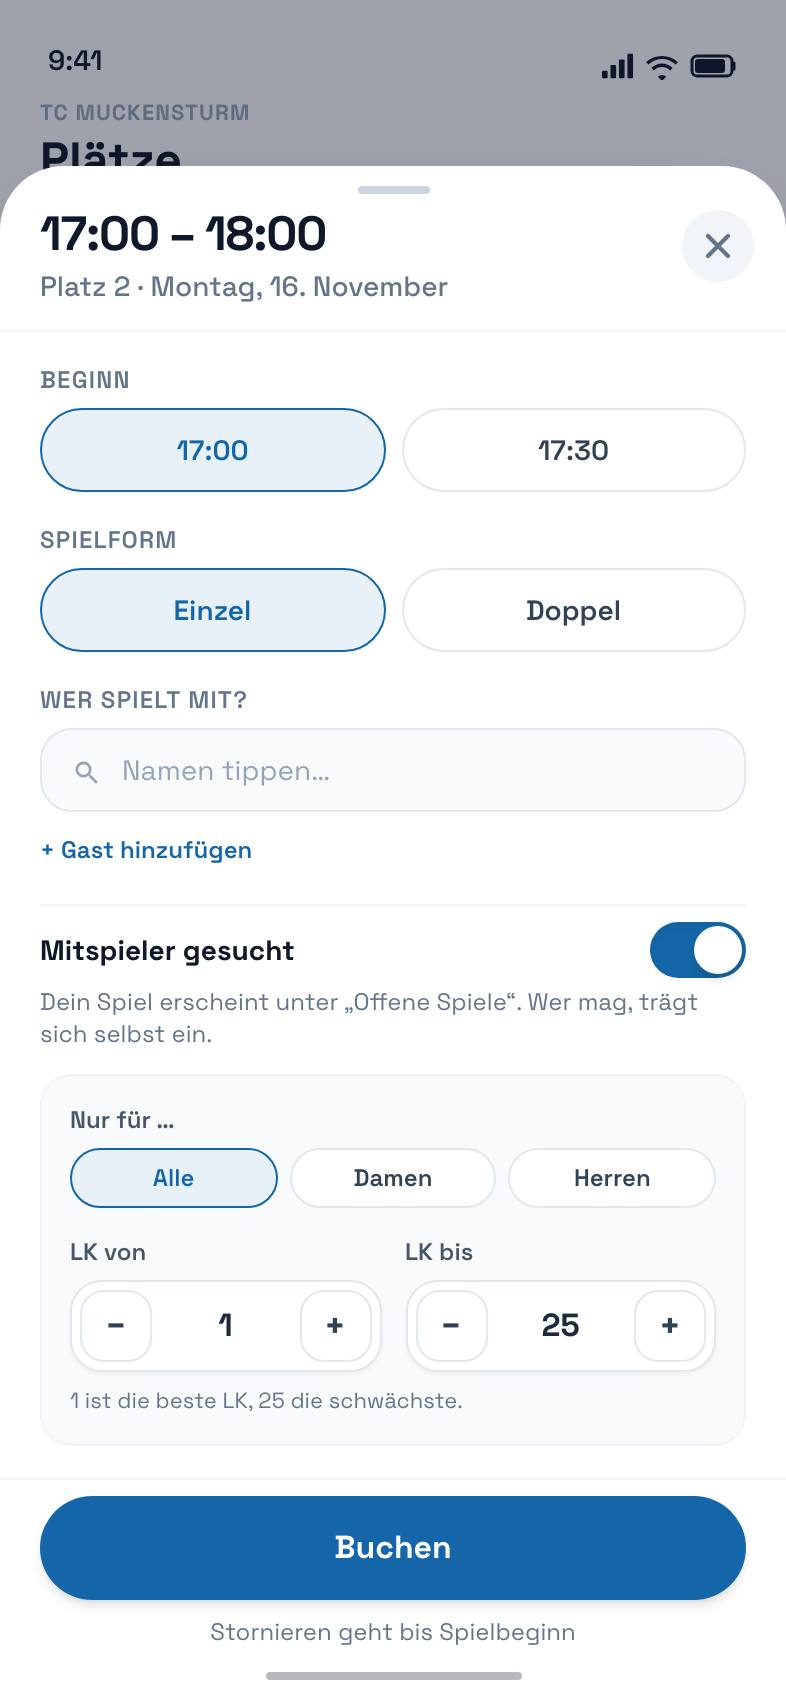 9:41
TC MUCKENSTURM
Plätze
17:00 – 18:00
Platz 2 · Montag, 16. November
BEGINN
17:00
17:30
SPIELFORM
Einzel
Doppel
WER SPIELT MIT?
Namen tippen…
+ Gast hinzufügen
Mitspieler gesucht
Dein Spiel erscheint unter „Offene Spiele“. Wer mag, trägt
sich selbst ein.
Nur für …
Alle
Damen
Herren
LK von
LK bis
− 1 +
− 25 +
1 ist die beste LK, 25 die schwächste.
Buchen
Stornieren geht bis Spielbeginn